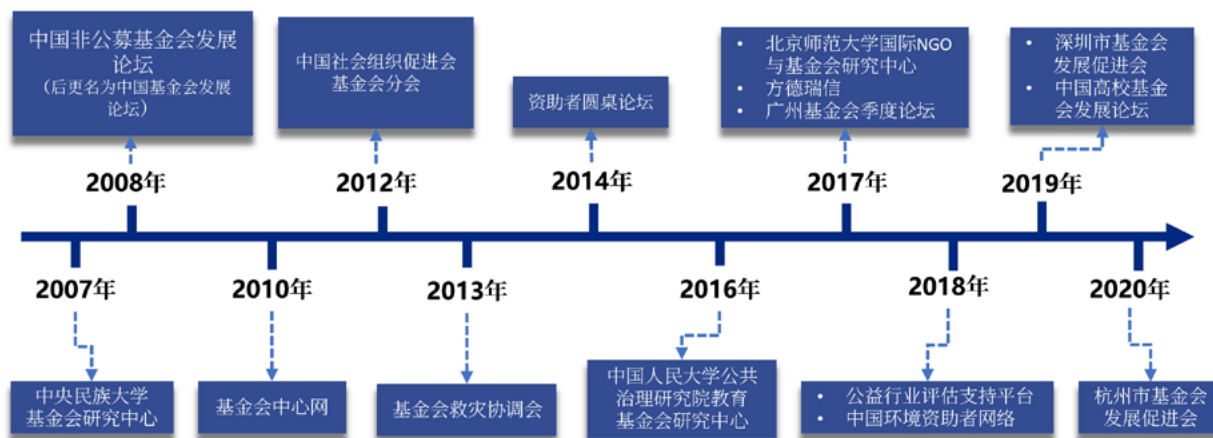 中国非公募基金会发展
论坛
（后更名为中国基金会发展
论坛）
中国社会组织促进会
基金会分会
资助者圆桌论坛
• 北京师范大学国际NGO
与基金会研究中心
• 方德瑞信
• 广州基金会季度论坛
• 深圳市基金会
发展促进会
• 中国高校基金
会发展论坛
2008年
2012年
2014年
2017年
2019年
2007年
2010年
2013年
2016年
2018年
2020年
中央民族大学
基金会研究中心
基金会中心网
基金会救灾协调会
中国人民大学公共
治理研究院教育
基金会研究中心
• 公益行业评估支持平台
• 中国环境资助者网络
杭州市基金会
发展促进会